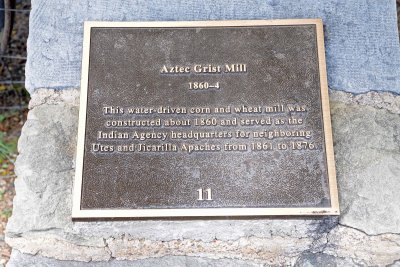 Aztec Grist Mill
1860–4
This water-driven corn and wheat mill was
constructed about 1860 and served as the
Indian Agency headquarters for neighboring
Utes and Jicarilla Apaches from 1861 to 1876.
11